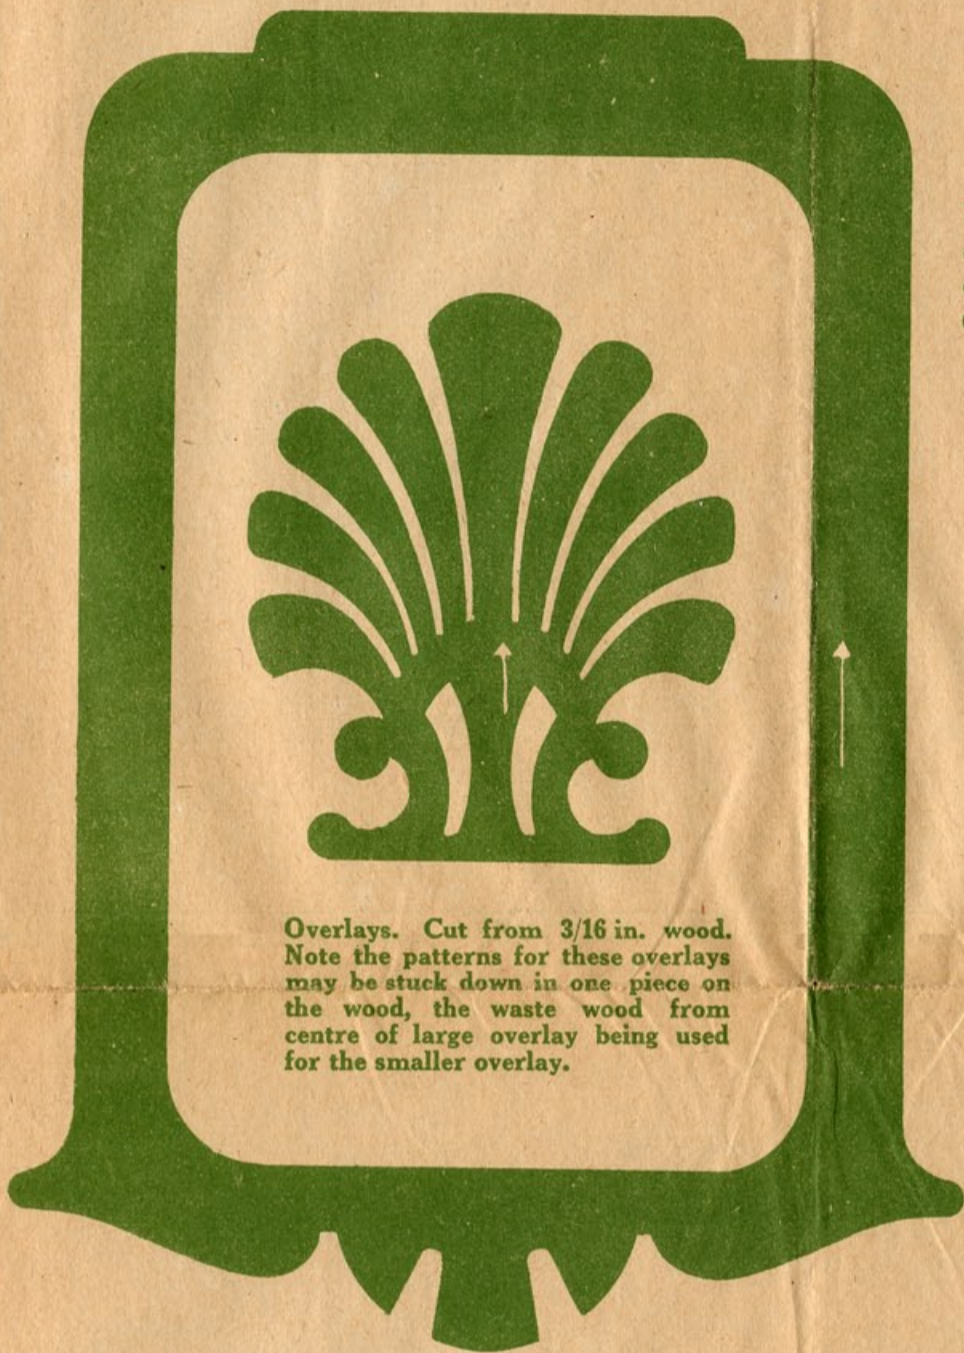 Overlays. Cut from 3/16 in. wood.
Note the patterns for these overlays
may be stuck down in one piece on
the wood, the waste wood from
centre of large overlay being used
for the smaller overlay.